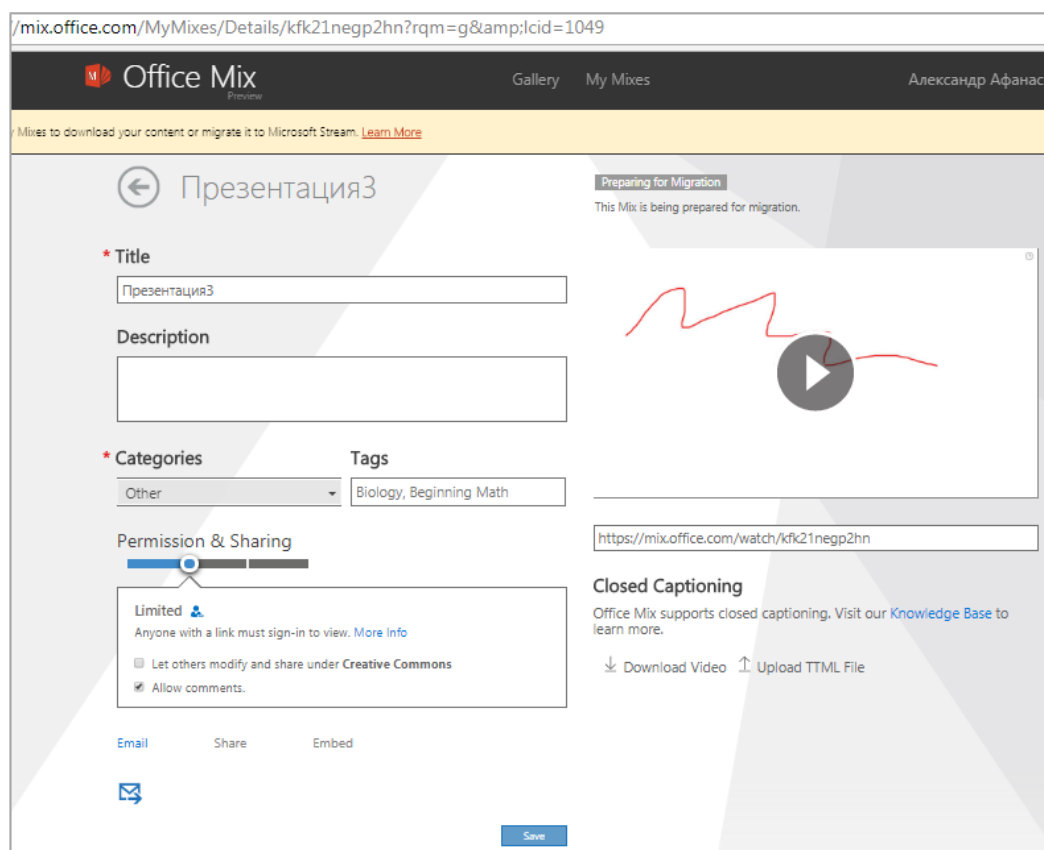 /mix.office.com/MyMixes/Details/kfk21negp2hn?rqm=g&amp;lcid=1049
Office Mix
Preview
Gallery
My Mixes
Александр Афанас
Mixes to download your content or migrate it to Microsoft Stream. Learn More
Презентация3
Preparing for Migration
This Mix is being prepared for migration.
* Title
Презентация3
Description
* Categories
Tags
Other
Biology, Beginning Math
Permission & Sharing
Limited
Anyone with a link must sign-in to view. More Info
Let others modify and share under Creative Commons
Allow comments.
Email
Share
Embed
Save
https://mix.office.com/watch/kfk21negp2hn
Closed Captioning
Office Mix supports closed captioning. Visit our Knowledge Base to
learn more.
Download Video
Upload TTML File